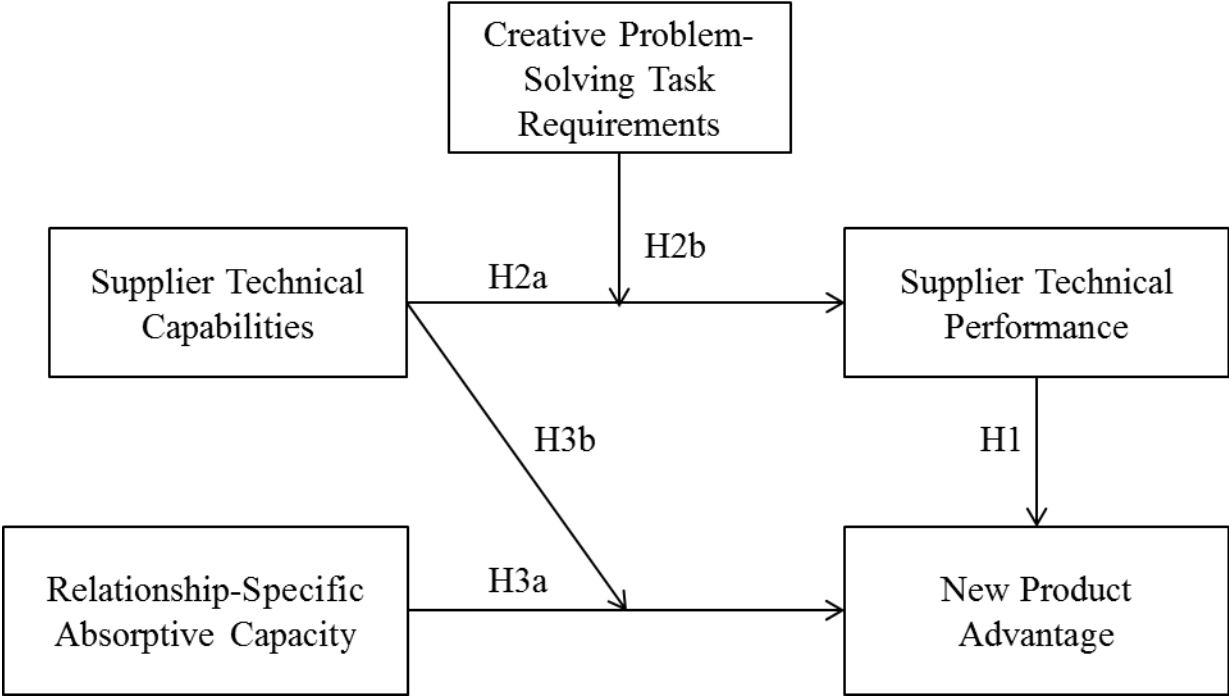 Creative Problem-
Solving Task
Requirements
H2b
Supplier Technical
Capabilities
H2a
Supplier Technical
Performance
H3b
H1
Relationship-Specific
Absorptive Capacity
H3a
New Product
Advantage